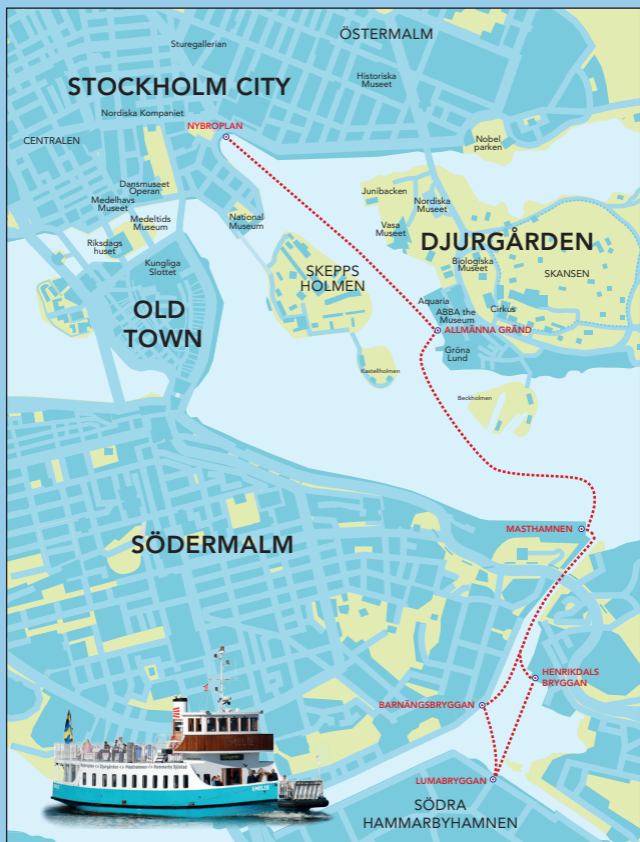 ÖSTERMALM
Sturegallerian
STOCKHOLM CITY
Historiska
Museet
Nordiska Kompaniet
NYBROPLAN
CENTRALEN
Nobel
parken
Dansmuseet
Operan
Medelhavs
Museet
Medeltids
Museum
National
Museum
Junibacken
Nordiska
Museet
Vasa
Museet
DJURGÅRDEN
Riksdags
huset
Kungliga
Slottet
SKEPPS
HOLMEN
Biologiska
Museet
SKANSEN
OLD
TOWN
Aquaria
ABBA the
Museum
Cirkus
ALLMÄNNA GRÄND
Gröna
Lund
Kastellholmen
Beckholmen
MASTHAMNEN
SÖDERMALM
HENRIKDALS
BRYGGAN
BARNÄNGSBRYGGAN
LUMABRYGGAN
SÖDRA
HAMMARBYHAMNEN